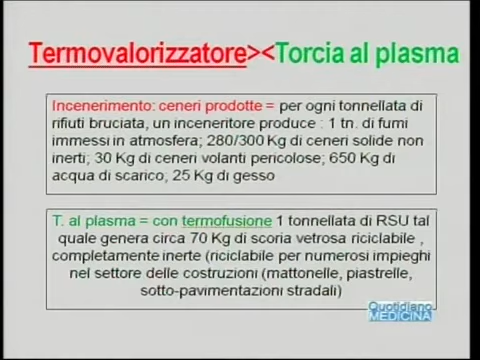 Termovalorizzatore><Torcia al plasma
Incenerimento: ceneri prodotte = per ogni tonnellata di
rifiuti bruciata, un inceneritore produce : 1 tn. di fumi
immessi in atmosfera; 280/300 Kg di ceneri solide non
inerti; 30 Kg di ceneri volanti pericolose; 650 Kg di
acqua di scarico; 25 Kg di gesso
T. al plasma = con termofusione 1 tonnellata di RSU tal
quale genera circa 70 Kg di scoria vetrosa riciclabile ,
completamente inerte (riciclabile per numerosi impieghi
nel settore delle costruzioni (mattonelle, piastrelle,
sotto-pavimentazioni stradali)
Quotidiano
MEDICINA